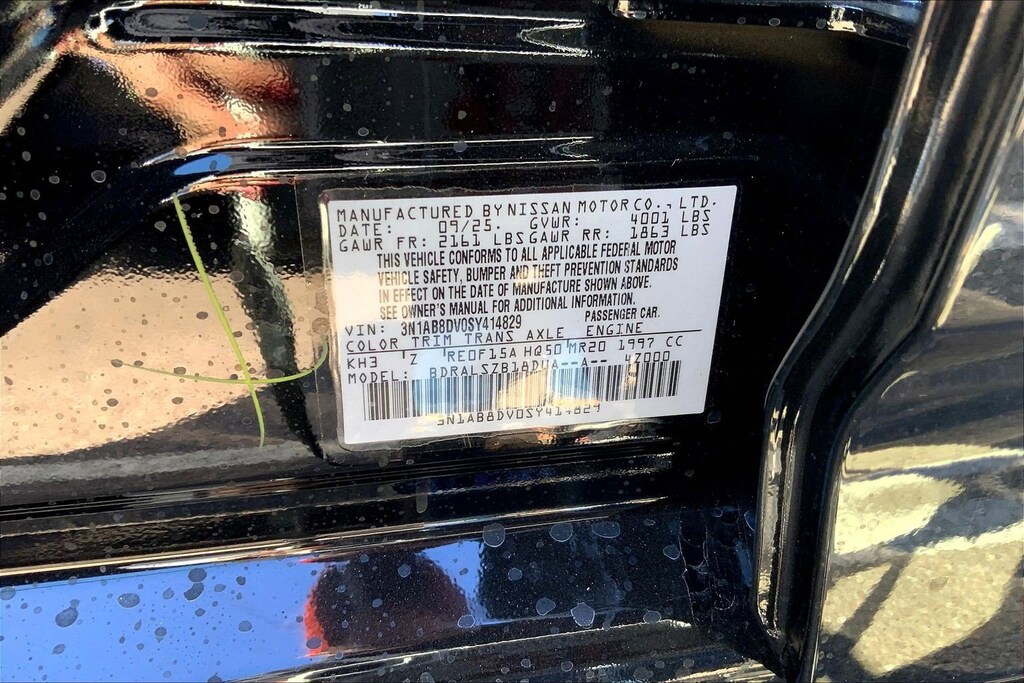 MANUFACTURED BY NISSAN MOTOR CO., LTD.
DATE: 09/25. GVWR: 4001 LBS
GAWR FR: 2161 LBS GAWR RR: 1863 LBS
THIS VEHICLE CONFORMS TO ALL APPLICABLE FEDERAL MOTOR
VEHICLE SAFETY, BUMPER AND THEFT PREVENTION STANDARDS
IN EFFECT ON THE DATE OF MANUFACTURE SHOWN ABOVE.
SEE OWNER'S MANUAL FOR ADDITIONAL INFORMATION.
PASSENGER CAR.
VIN: 3N1AB8DV0SY414829
COLOR TRIM TRANS AXLE ENGINE
KH3 Z RE0F15A HQ50 MR20 1997 CC
MODEL: BDRALSZB18DUA--A-- 4Z000
3N1AB8DV0SY414829